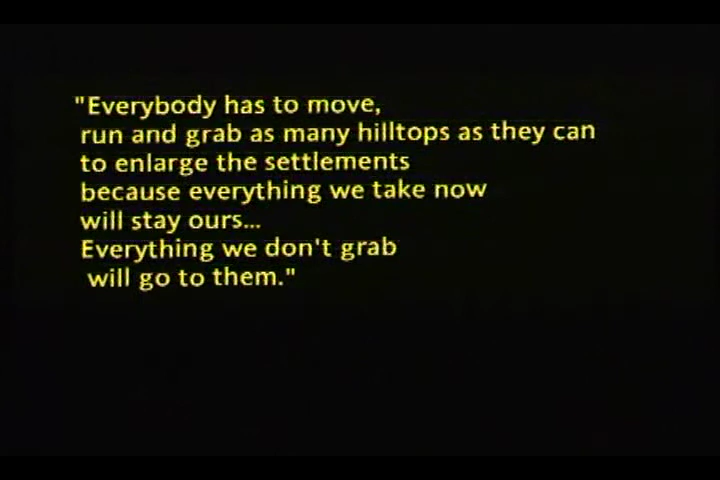 "Everybody has to move,
run and grab as many hilltops as they can
to enlarge the settlements
because everything we take now
will stay ours...
Everything we don't grab
will go to them."